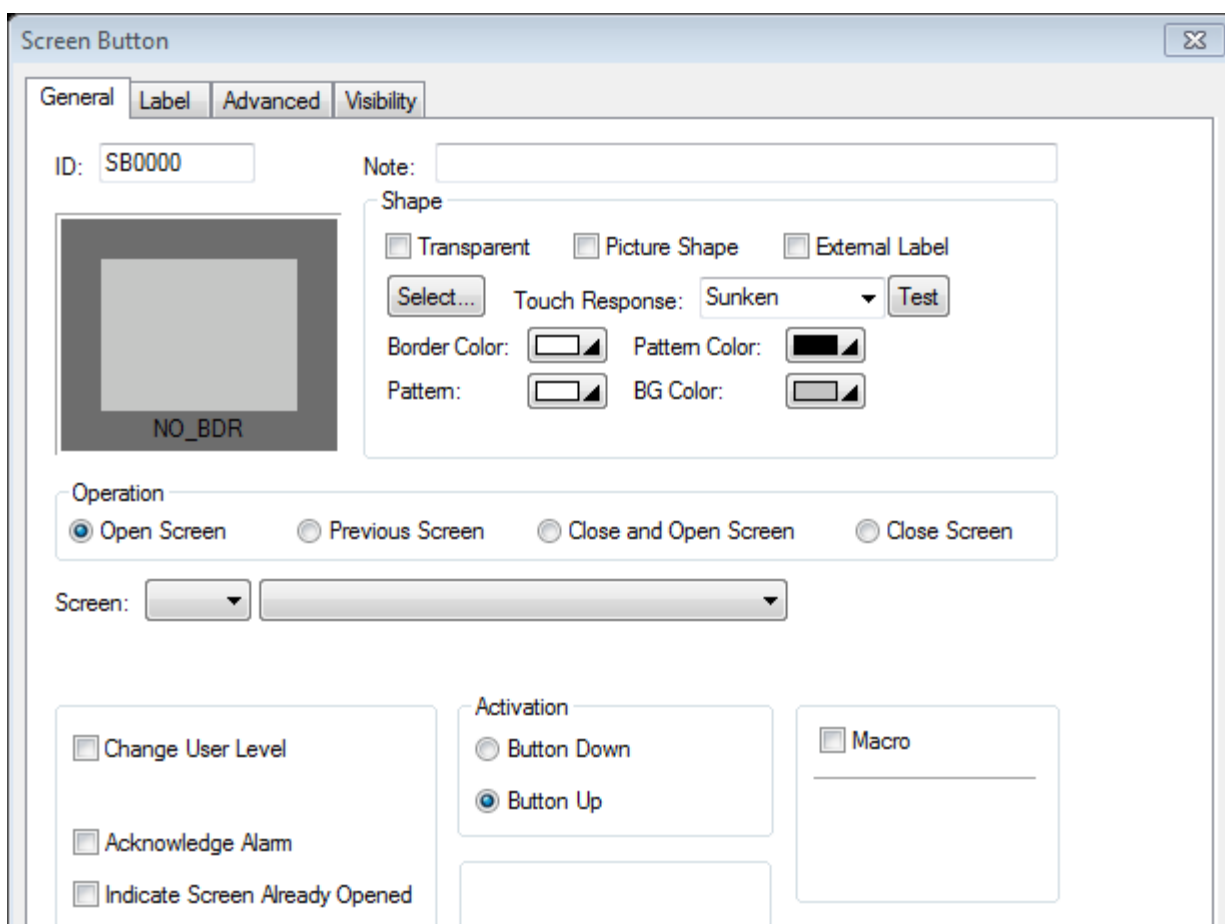 Screen Button
General Label Advanced Visibility
ID: SB0000 Note:
Shape
Transparent Picture Shape External Label
Select... Touch Response: Sunken Test
Border Color: Pattern Color:
Pattern: BG Color:
NO_BDR
Operation
Open Screen Previous Screen Close and Open Screen Close Screen
Screen:
Activation
Change User Level Button Down Macro
Button Up
Acknowledge Alarm
Indicate Screen Already Opened